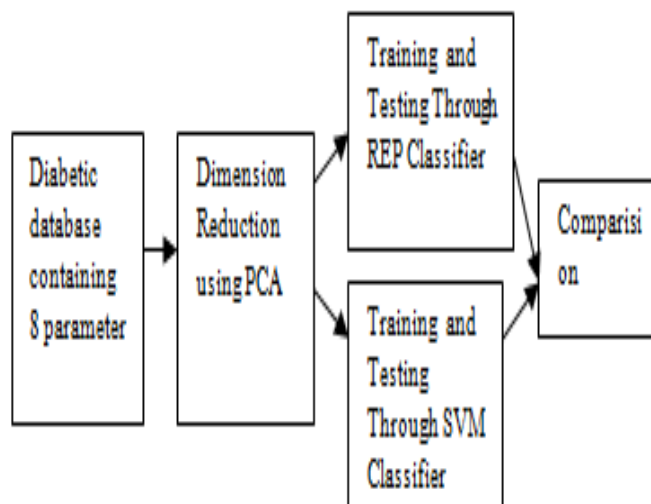 Diabetic
database
containing
8 parameter
Dimension
Reduction
using PCA
Training and
Testing Through
REP Classifier
Training and
Testing
Through SVM
Classifier
Comparisi
on